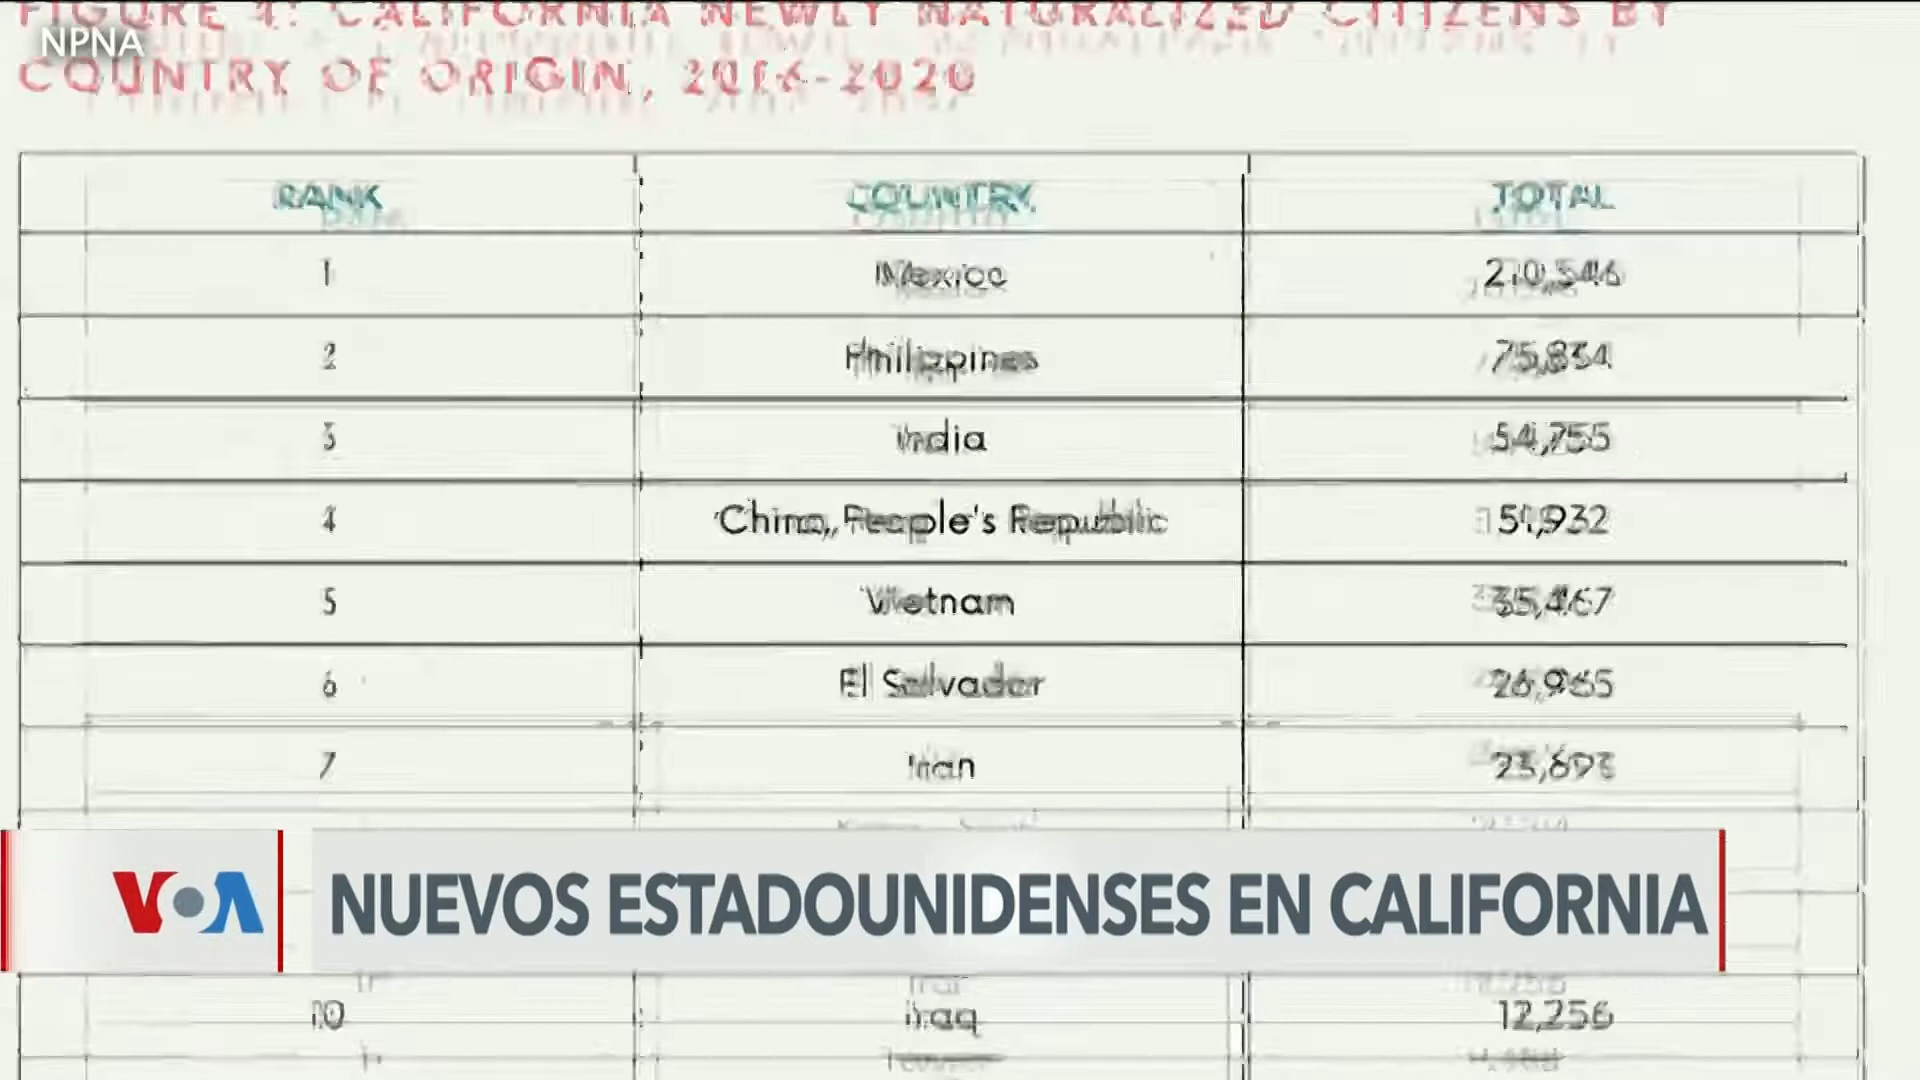 FIGURE 4: CALIFORNIA NEWLY NATURALIZED CITIZENS BY
NPNA
COUNTRY OF ORIGIN, 2016-2020
RANK COUNTRY TOTAL
1 Mexico 210,546
2 Philippines 75,834
3 India 54,755
4 China, People's Republic 51,932
5 Vietnam 35,467
6 El Salvador 26,965
7 Iran
VOA NUEVOS ESTADOUNIDENSES EN CALIFORNIA
10 Iraq 12,256